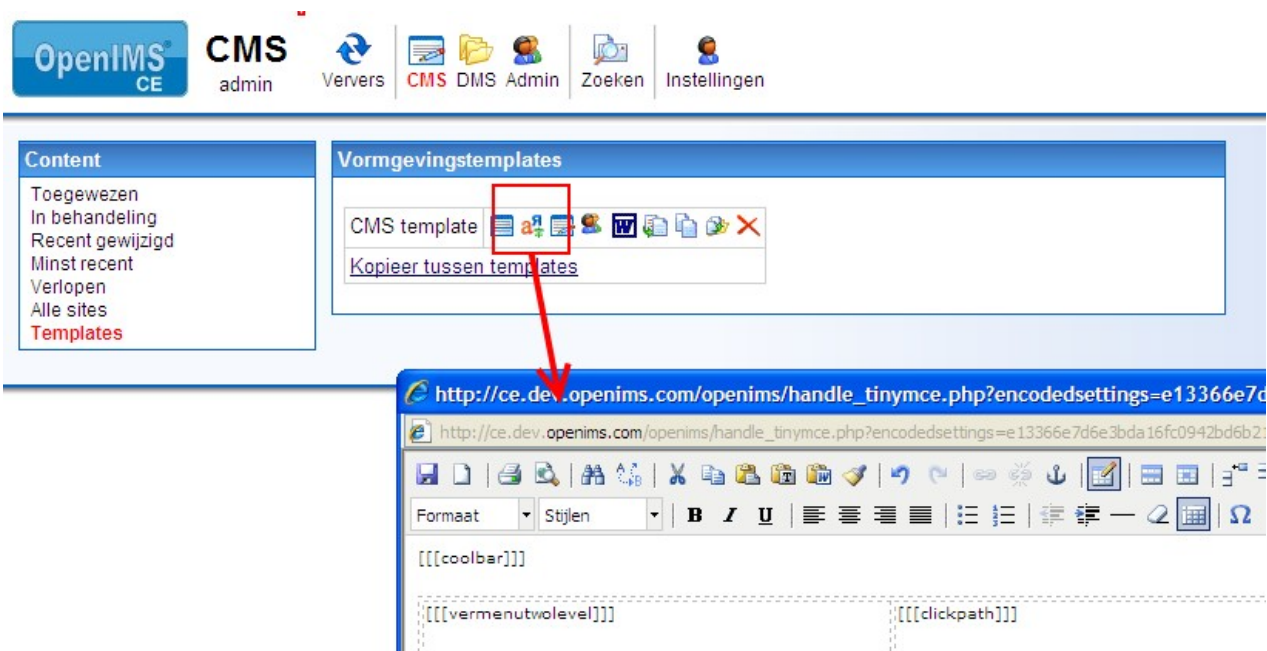 OpenIMS CE
CMS
admin
Ververs
CMS DMS Admin
Zoeken
Instellingen
Content
Toegewezen
In behandeling
Recent gewijzigd
Minst recent
Verlopen
Alle sites
Templates
Vormgevingstemplates
CMS template
Kopieer tussen templates
http://ce.dev.openims.com/openims/handle_tinymce.php?encodedsettings=e13366e7d
http://ce.dev.openims.com/openims/handle_tinymce.php?encodedsettings=e13366e7d6e3bda16fc0942bd6b21
Formaat Stijlen B I U
[[[coolbar]]]
[[[vermenutwolevel]]] [[[clickpath]]]